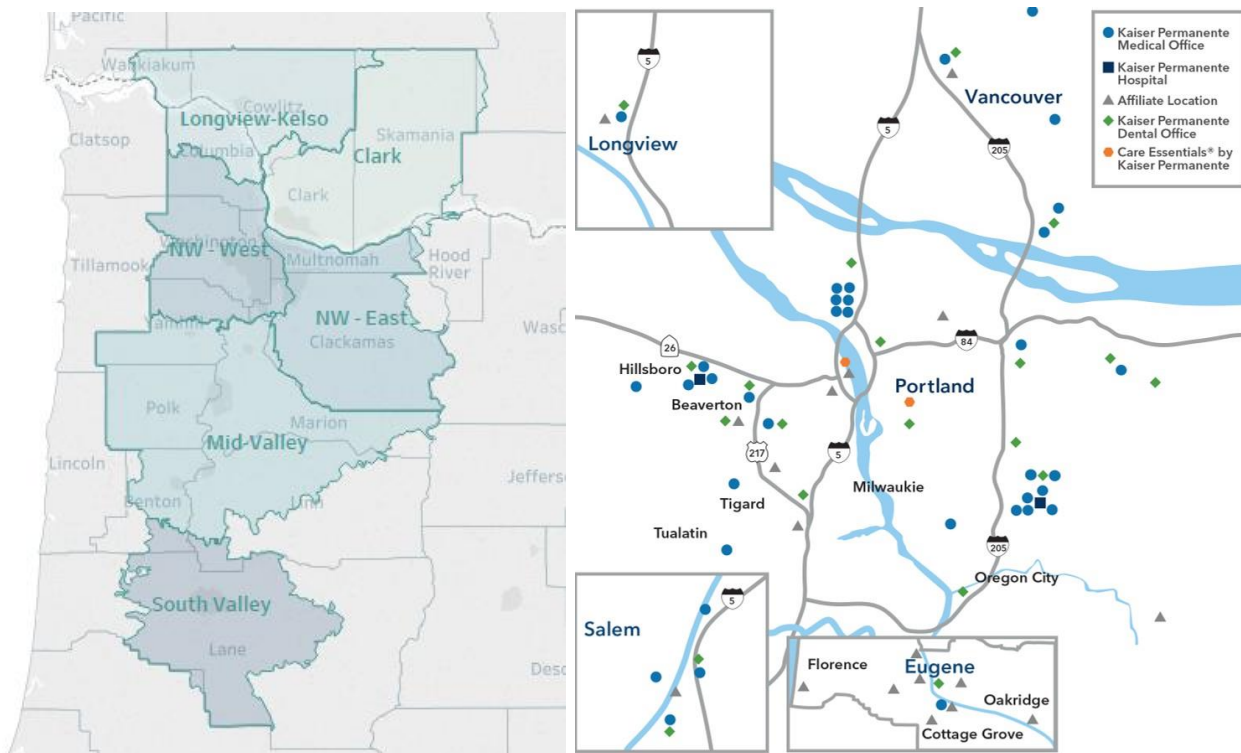 Pacific
Wahkiakum
Cowlitz
Longview-Kelso
Clatsop
Columbia
Skamania
Clark
Clark
Washington
NW - West
Tillamook
Multnomah
Hood
River
NW - East
Clackamas
Yamhill
Wasc
Polk
Marion
Mid-Valley
Lincoln
Jeffers
Benton
Linn
South Valley
Lane
Desc
5
Longview
Vancouver
5
205
Kaiser Permanente
Medical Office
Kaiser Permanente
Hospital
Affiliate Location
Kaiser Permanente
Dental Office
Care Essentials® by
Kaiser Permanente
26
84
Hillsboro
Portland
Beaverton
217
5
Milwaukie
Tigard
Tualatin
205
Oregon City
5
Salem
Florence
Eugene
Oakridge
Cottage Grove